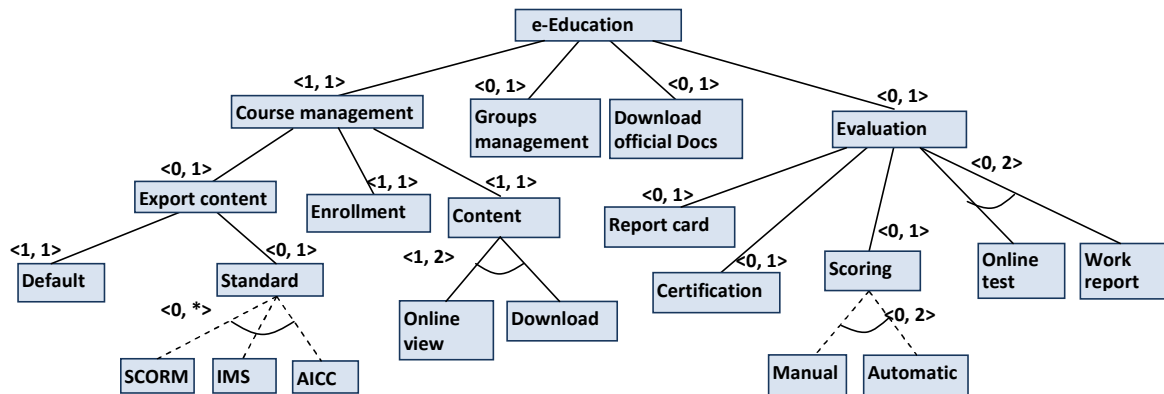 e-Education
<1, 1>
<0, 1>
<0, 1>
<0, 1>
Course management
Groups
management
Download
official Docs
Evaluation
<0, 1>
<1, 1>
<1, 1>
<0, 1>
<0, 2>
Export content
Enrollment
Content
Report card
<1, 1>
<0, 1>
<1, 2>
<0, 1>
<0, 1>
Default
Standard
Certification
Scoring
Online
test
Work
report
<0, *>
Online
view
Download
<0, 2>
SCORM
IMS
AICC
Manual
Automatic